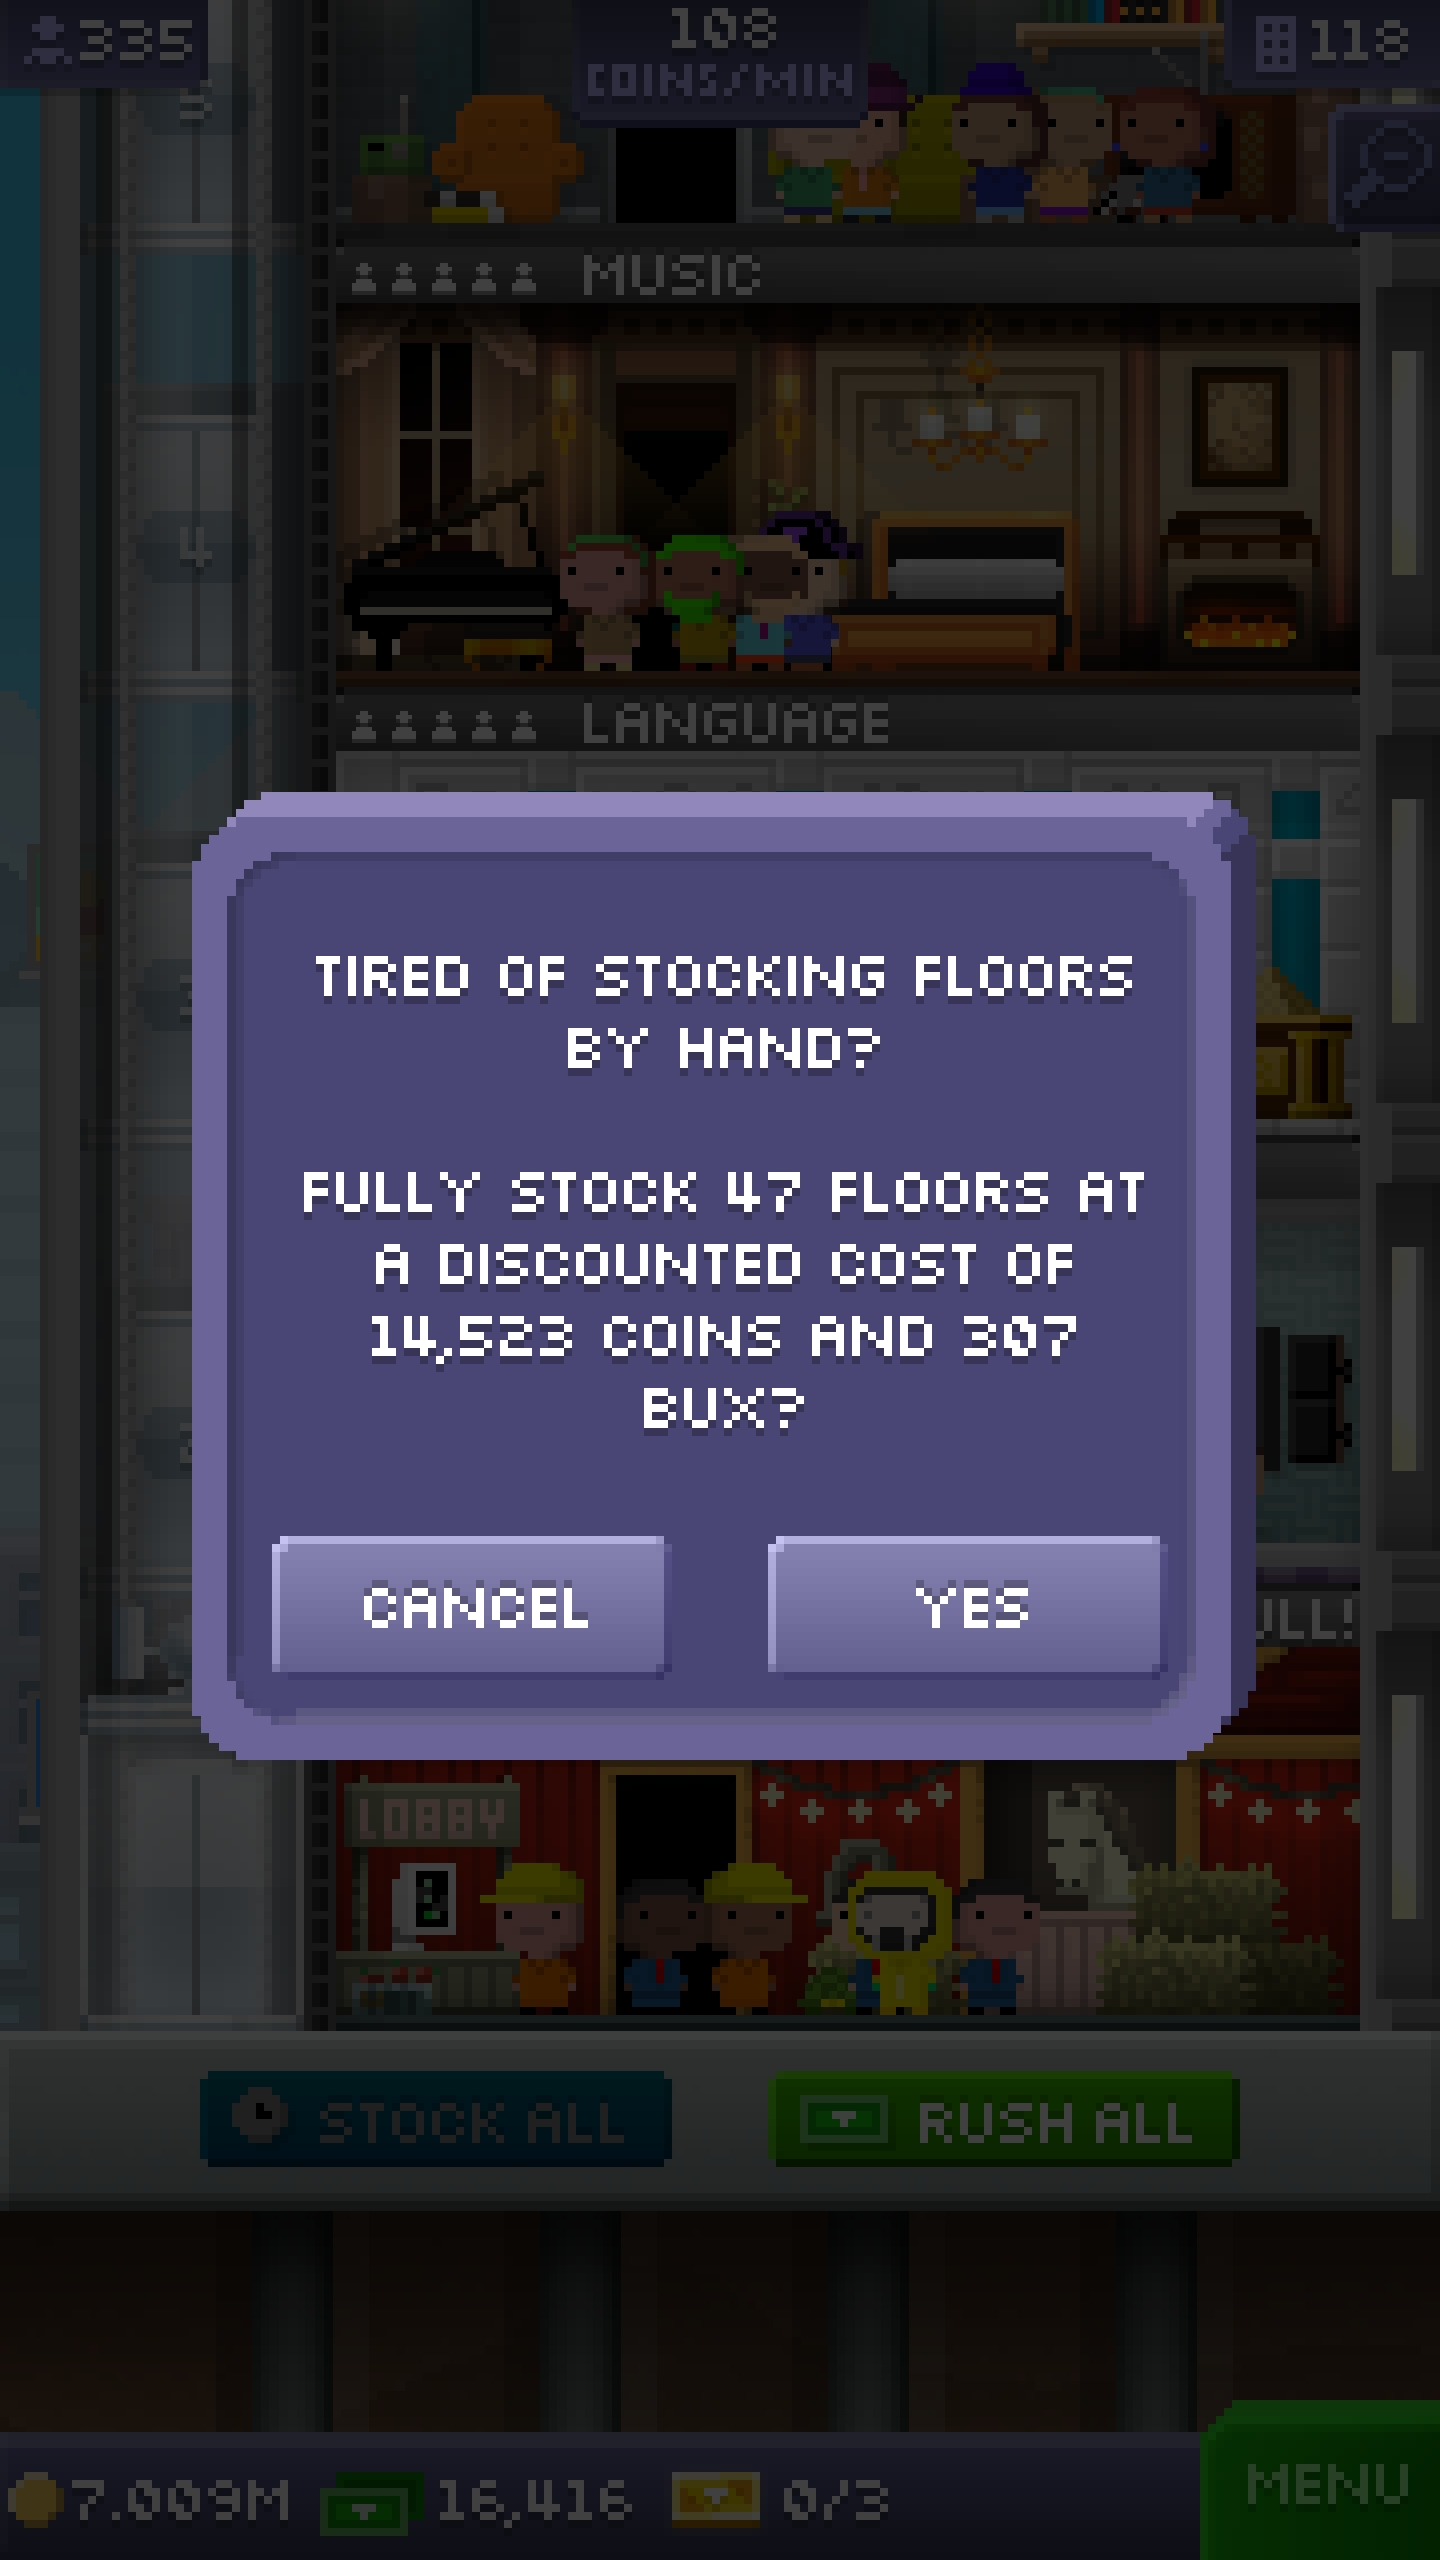 335
108
COINS/MIN
118
5
MUSIC
4
LANGUAGE
TIRED OF STOCKING FLOORS
BY HAND?
FULLY STOCK 47 FLOORS AT
A DISCOUNTED COST OF
14,523 COINS AND 307
BUX?
CANCEL
YES
ULL!
LOBBY
STOCK ALL
RUSH ALL
7.009M
16,416
0/3
MENU